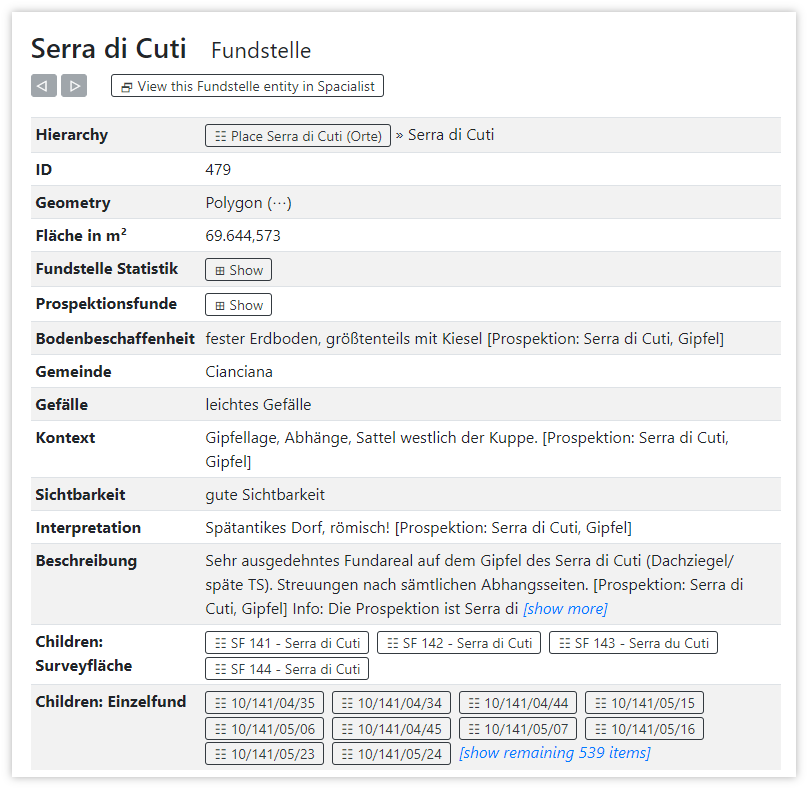 Serra di Cuti Fundstelle
View this Fundstelle entity in Spacialist
Hierarchy Place Serra di Cuti (Orte) » Serra di Cuti
ID 479
Geometry Polygon (⋯)
Fläche in m² 69.644,573
Fundstelle Statistik ⊞ Show
Prospektionsfunde ⊞ Show
Bodenbeschaffenheit fester Erdboden, größtenteils mit Kiesel [Prospektion: Serra di Cuti, Gipfel]
Gemeinde Cianciana
Gefälle leichtes Gefälle
Kontext Gipfellage, Abhänge, Sattel westlich der Kuppe. [Prospektion: Serra di Cuti,
Gipfel]
Sichtbarkeit gute Sichtbarkeit
Interpretation Spätantikes Dorf, römisch! [Prospektion: Serra di Cuti, Gipfel]
Beschreibung Sehr ausgedehntes Fundareal auf dem Gipfel des Serra di Cuti (Dachziegel/
späte TS). Streuungen nach sämtlichen Abhangsseiten. [Prospektion: Serra di
Cuti, Gipfel] Info: Die Prospektion ist Serra di [show more]
Children: SF 141 - Serra di Cuti SF 142 - Serra di Cuti SF 143 - Serra du Cuti
Surveyfläche SF 144 - Serra di Cuti
Children: Einzelfund 10/141/04/35 10/141/04/34 10/141/04/44 10/141/05/15
10/141/05/06 10/141/04/45 10/141/05/07 10/141/05/16
10/141/05/23 10/141/05/24 [show remaining 539 items]